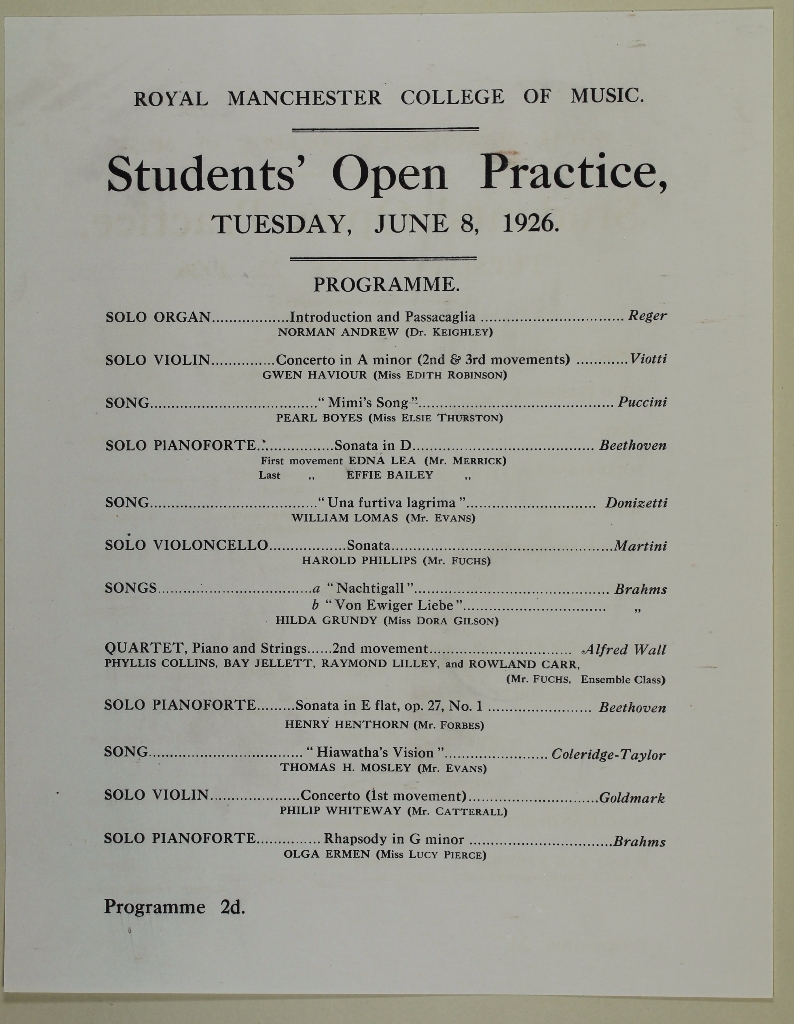 ROYAL MANCHESTER COLLEGE OF MUSIC.
Students' Open Practice,
TUESDAY, JUNE 8, 1926.
PROGRAMME.
SOLO ORGAN..................Introduction and Passacaglia .................................. Reger
NORMAN ANDREW (Dr. KEIGHLEY)
SOLO VIOLIN..............Concerto in A minor (2nd & 3rd movements) ............Viotti
GWEN HAVIOUR (Miss EDITH ROBINSON)
SONG........................................"Mimi's Song"............................................... Puccini
PEARL BOYES (Miss ELSIE THURSTON)
SOLO PIANOFORTE..................Sonata in D........................................... Beethoven
First movement EDNA LEA (Mr. MERRICK)
Last „ EFFIE BAILEY „
SONG........................................"Una furtiva lagrima"............................... Donizetti
WILLIAM LOMAS (Mr. EVANS)
SOLO VIOLONCELLO..................Sonata.....................................................Martini
HAROLD PHILLIPS (Mr. FUCHS)
SONGS.....................................a "Nachtigall"............................................... Brahms
b "Von Ewiger Liebe".................................. „
HILDA GRUNDY (Miss DORA GILSON)
QUARTET, Piano and Strings......2nd movement.................................. Alfred Wall
PHYLLIS COLLINS, BAY JELLETT, RAYMOND LILLEY, and ROWLAND CARR,
(Mr. FUCHS, Ensemble Class)
SOLO PIANOFORTE.........Sonata in E flat, op. 27, No. 1 ......................... Beethoven
HENRY HENTHORN (Mr. FORBES)
SONG..................................... "Hiawatha's Vision"......................... Coleridge-Taylor
THOMAS H. MOSLEY (Mr. EVANS)
SOLO VIOLIN......................Concerto (1st movement)...............................Goldmark
PHILIP WHITEWAY (Mr. CATTERALL)
SOLO PIANOFORTE............... Rhapsody in G minor ..................................Brahms
OLGA ERMEN (Miss LUCY PIERCE)
Programme 2d.